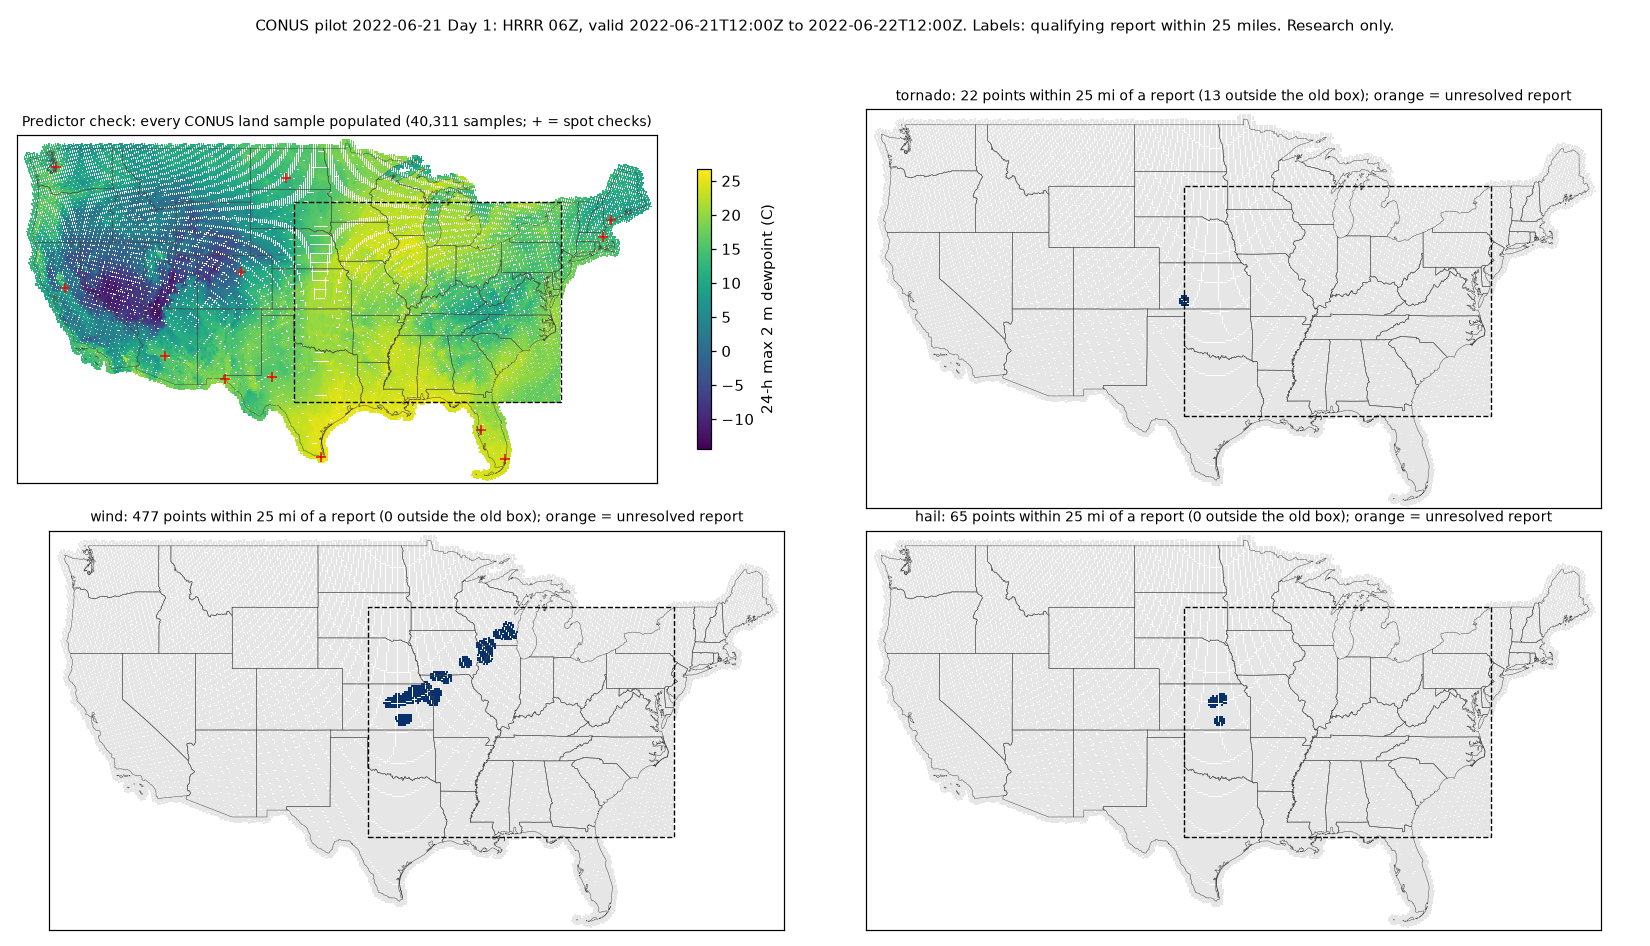 CONUS pilot 2022-06-21 Day 1: HRRR 06Z, valid 2022-06-21T12:00Z to 2022-06-22T12:00Z. Labels: qualifying report within 25 miles. Research only.
Predictor check: every CONUS land sample populated (40,311 samples; + = spot checks)
25
20
15
10
5
0
−5
−10
24-h max 2 m dewpoint (C)
tornado: 22 points within 25 mi of a report (13 outside the old box); orange = unresolved report
wind: 477 points within 25 mi of a report (0 outside the old box); orange = unresolved report
hail: 65 points within 25 mi of a report (0 outside the old box); orange = unresolved report